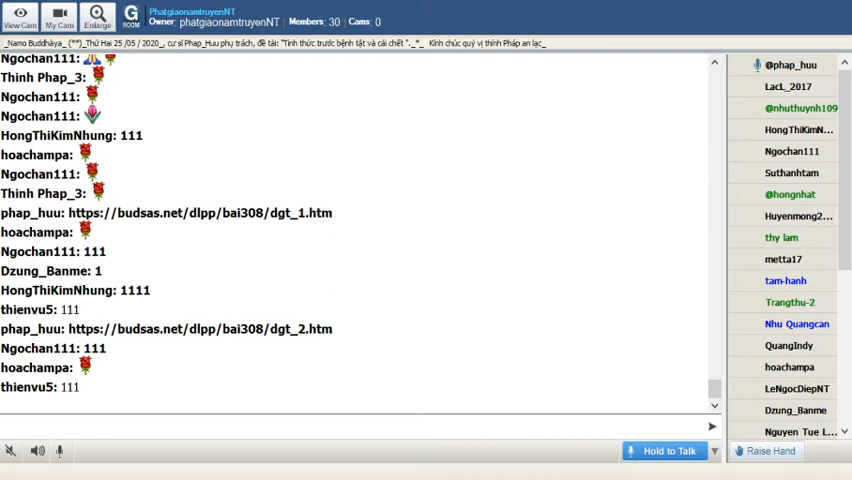 View Cam
My Cam
Enlarge
G
ROOM
PhatgiaonamtruyenNT
Owner: phatgiaonamtruyenNT Members: 30 Cams: 0
_Namo Buddhàya_ (**)_Thứ Hai 25 /05 / 2020_, cư sĩ Phap_Huu phụ trách, đề tài: "Tỉnh thức trước bệnh tật và cái chết "._*_ Kính chúc quý vị thính Pháp an lạc_
Ngochan111:
Thinh Phap_3:
Ngochan111:
Ngochan111:
HongThiKimNhung: 111
hoachampa:
Ngochan111:
Thinh Phap_3:
phap_huu: https://budsas.net/dlpp/bai308/dgt_1.htm
hoachampa:
Ngochan111: 111
Dzung_Banme: 1
HongThiKimNhung: 1111
thienvu5: 111
phap_huu: https://budsas.net/dlpp/bai308/dgt_2.htm
Ngochan111: 111
hoachampa:
thienvu5: 111
@phap_huu
LacL_2017
@nhuthuynh109
HongThiKimN...
Ngochan111
Suthanhtam
@hongnhat
Huyenmong2...
thy lam
metta17
tam-hanh
Trangthu-2
Nhu Quangcan
QuangIndy
hoachampa
LeNgocDiepNT
Dzung_Banme
Nguyen Tue L...
Hold to Talk
Raise Hand